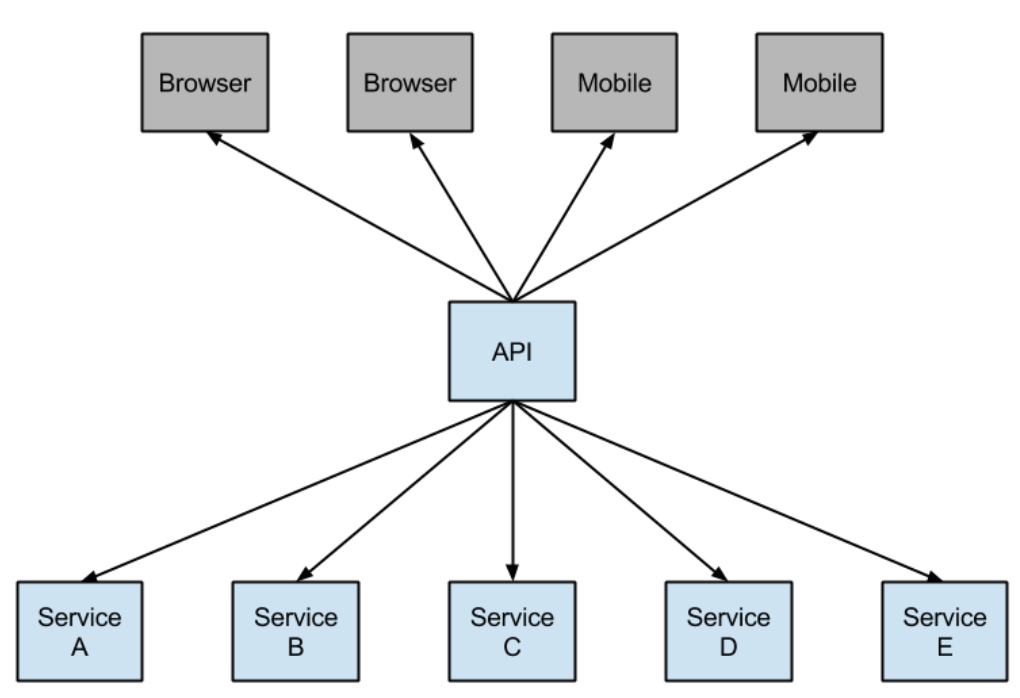 Browser
Browser
Mobile
Mobile
API
Service
A
Service
B
Service
C
Service
D
Service
E